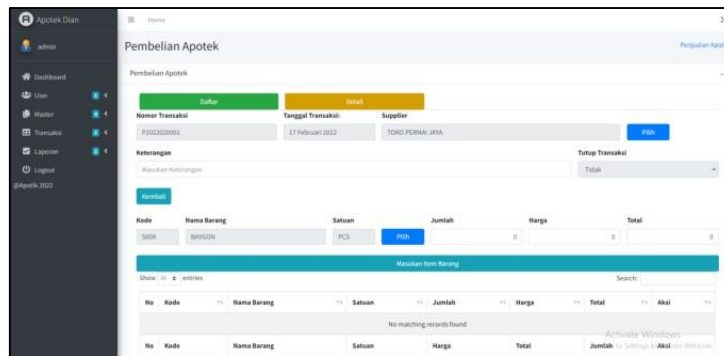 Apotek Dian
Home
admin
Pembelian Apotek
Penjualan Apot
Dashboard
Pembelian Apotek
User
Master
Daftar
Detail
Transaksi
Nomor Transaksi Tanggal Transaksi: Supplier
Laporan
P2022020001 17 Februari 2022 TOKO PERMAI JAYA Pilih
Logout
Keterangan Tutup Transaksi
@Apotik 2022
Masukan Keterangan Tidak
Kembali
Kode Nama Barang Satuan Jumlah Harga Total
S009 BAYGON PCS Pilih 0 0 0
Masukan Item Barang
Show 10 entries Search:
No Kode Nama Barang Satuan Jumlah Harga Total Aksi
No matching records found
Activate Windows
No Kode Nama Barang Satuan Harga Total Jumlah Aksi